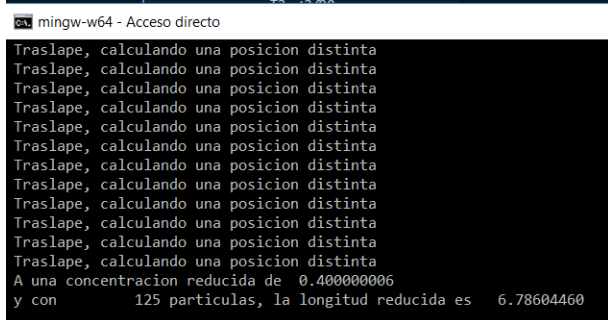 mingw-w64 - Acceso directo
Traslape, calculando una posicion distinta
Traslape, calculando una posicion distinta
Traslape, calculando una posicion distinta
Traslape, calculando una posicion distinta
Traslape, calculando una posicion distinta
Traslape, calculando una posicion distinta
Traslape, calculando una posicion distinta
Traslape, calculando una posicion distinta
Traslape, calculando una posicion distinta
Traslape, calculando una posicion distinta
Traslape, calculando una posicion distinta
Traslape, calculando una posicion distinta
A una concentracion reducida de  0.400000006
y con         125 particulas, la longitud reducida es   6.78604460